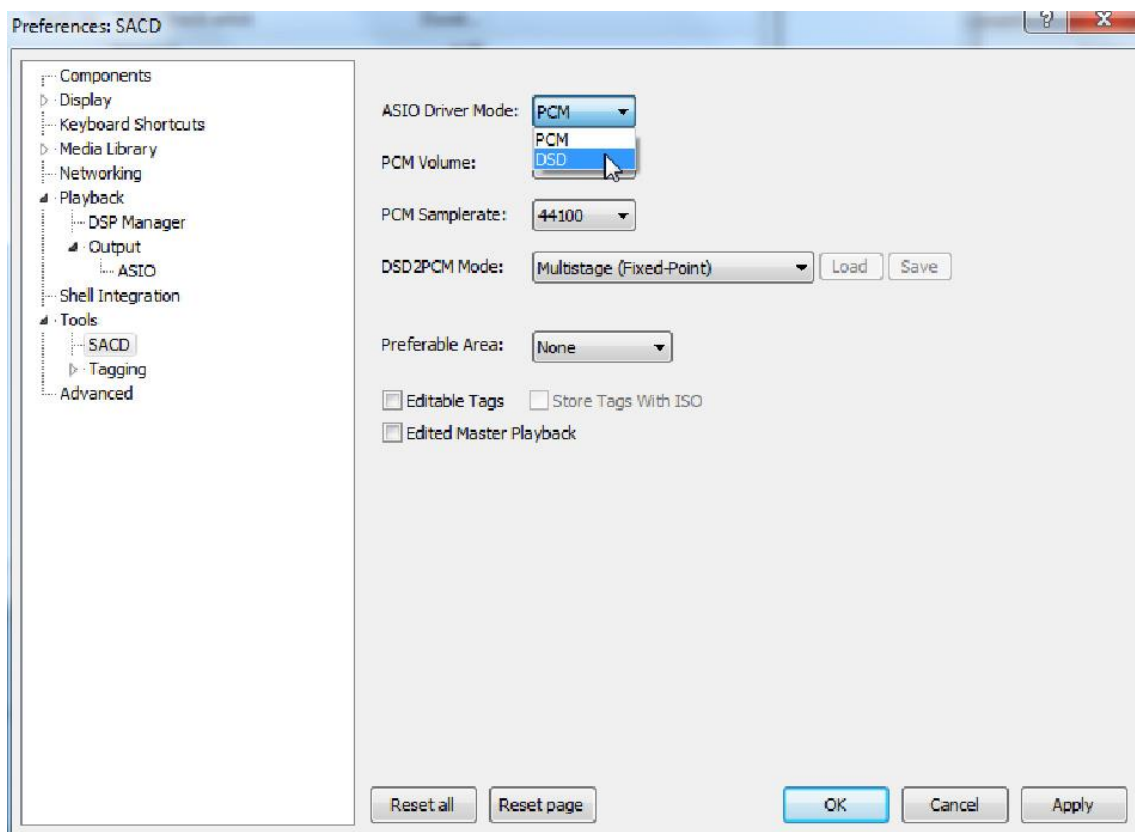 Preferences: SACD
Components
Display
Keyboard Shortcuts
Media Library
Networking
Playback
DSP Manager
Output
ASIO
Shell Integration
Tools
SACD
Tagging
Advanced
ASIO Driver Mode: PCM
PCM
DSD
PCM Volume:
PCM Samplerate: 44100
DSD2PCM Mode: Multistage (Fixed-Point) Load Save
Preferable Area: None
Editable Tags Store Tags With ISO
Edited Master Playback
Reset all Reset page OK Cancel Apply